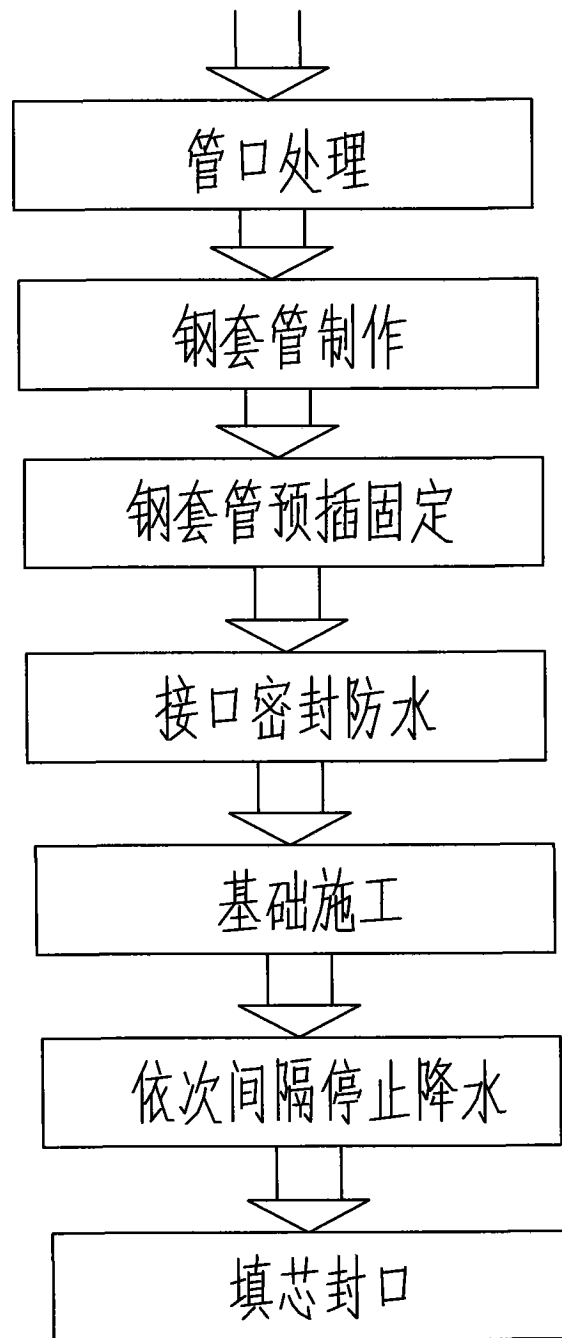 管口处理
钢套管制作
钢套管预插固定
接口密封防水
基础施工
依次间隔停止降水
填芯封口